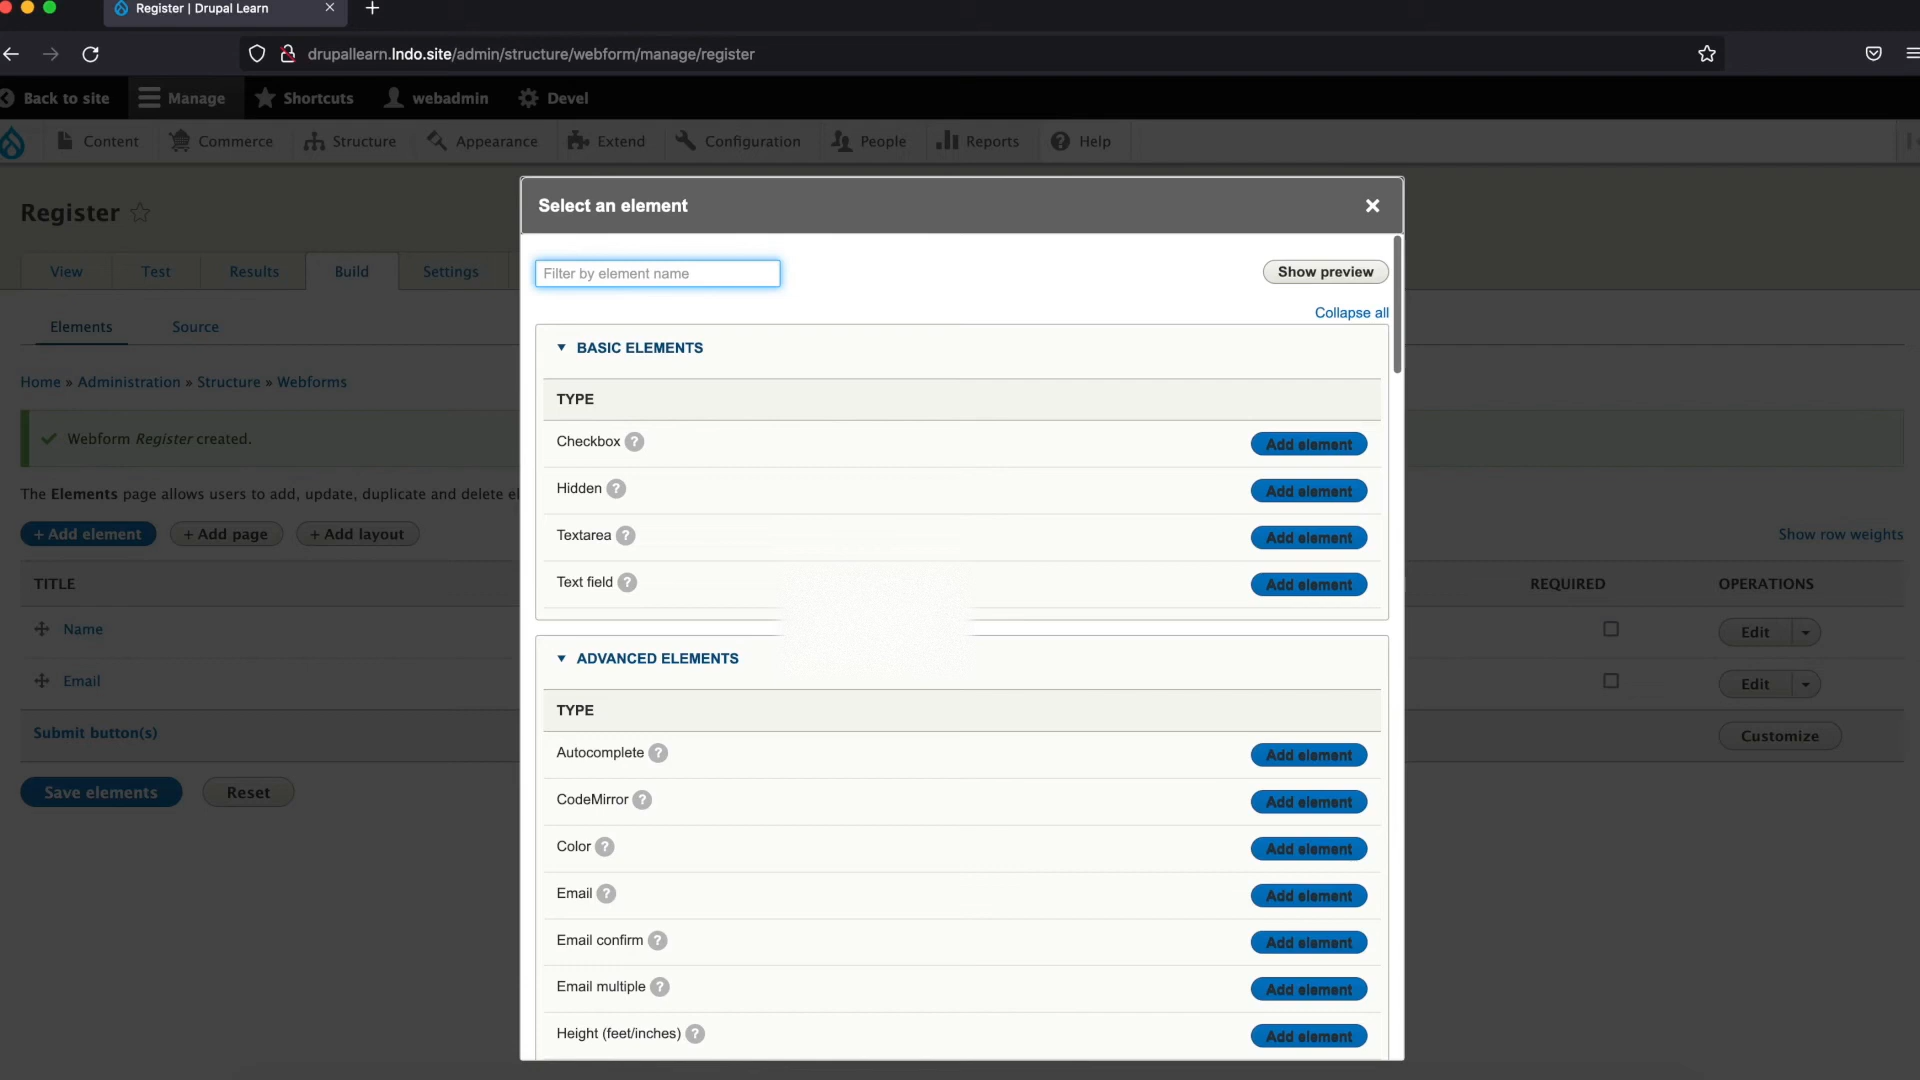 Register | Drupal Learn
drupallearn.lndo.site/admin/structure/webform/manage/register
Back to site Manage Shortcuts webadmin Devel
Content Commerce Structure Appearance Extend Configuration People Reports Help
Register
View Test Results Build Settings
Elements Source
Home » Administration » Structure » Webforms
Webform Register created.
The Elements page allows users to add, update, duplicate and delete el
+ Add element + Add page + Add layout
Show row weights
TITLE REQUIRED OPERATIONS
Name Edit
Email Edit
Submit button(s) Customize
Save elements Reset
Select an element
Filter by element name
Show preview
Collapse all
BASIC ELEMENTS
TYPE
Checkbox ? Add element
Hidden ? Add element
Textarea ? Add element
Text field ? Add element
ADVANCED ELEMENTS
TYPE
Autocomplete ? Add element
CodeMirror ? Add element
Color ? Add element
Email ? Add element
Email confirm ? Add element
Email multiple ? Add element
Height (feet/inches) ? Add element